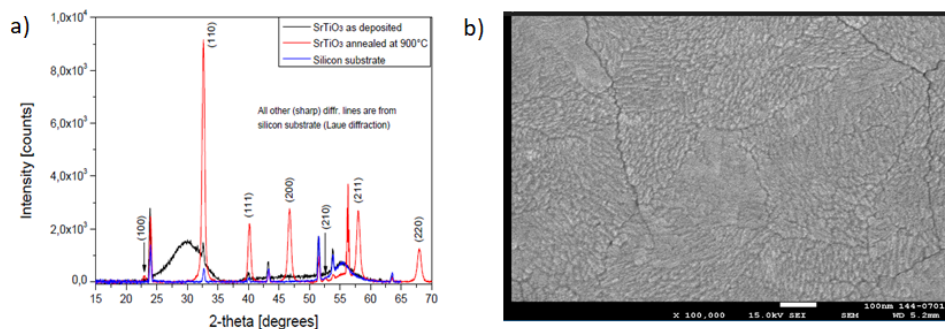 a)
SrTiO₃ as deposited
SrTiO₃ annealed at 900°C
Silicon substrate
All other (sharp) diffr. lines are from
silicon substrate (Laue diffraction)
(100)
(110)
(111)
(200)
(210)
(211)
(220)
Intensity [counts]
1,0x10⁴
8,0x10³
6,0x10³
4,0x10³
2,0x10³
0,0
15 20 25 30 35 40 45 50 55 60 65 70
2-theta [degrees]
b)
100nm 144-0701
X 100,000 15.0kV SEI SEM WD 5.2mm